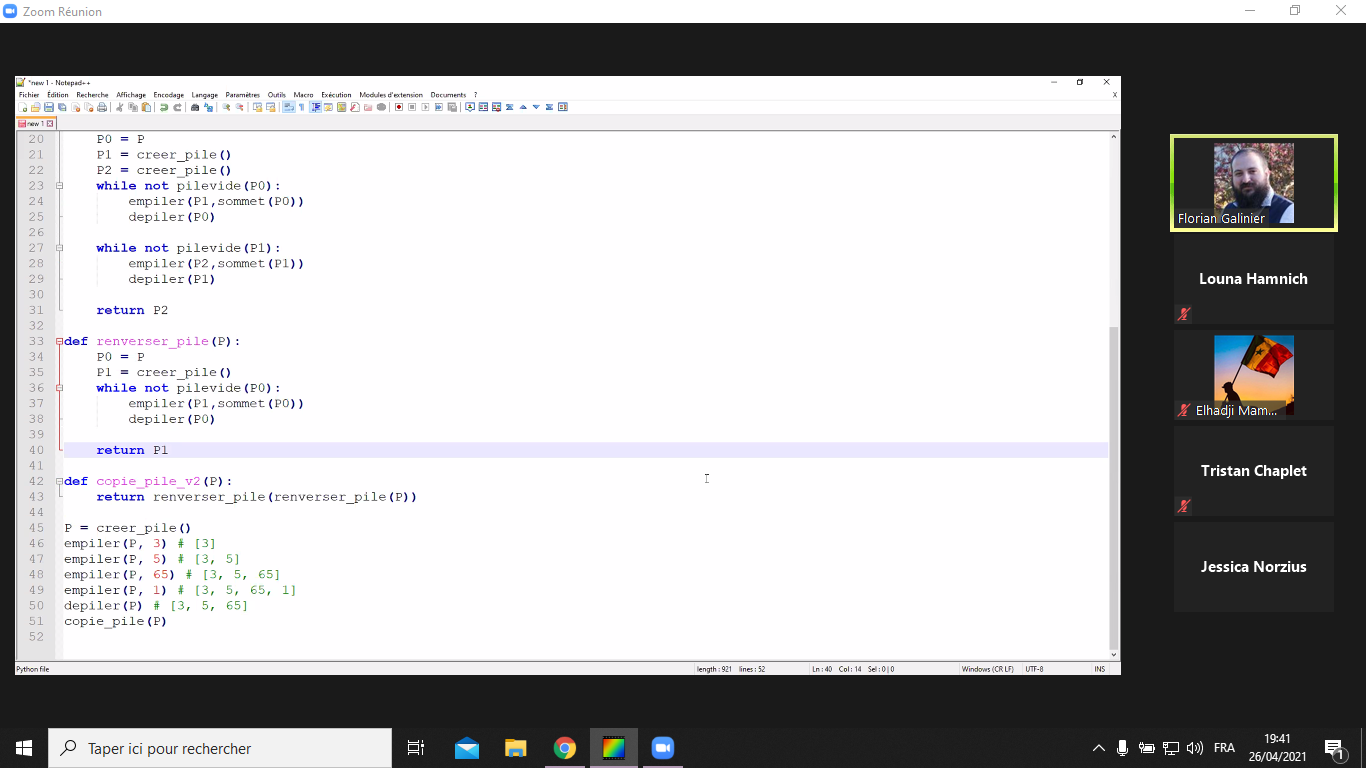 Zoom Réunion
*new 1 - Notepad++
Fichier Édition Recherche Affichage Encodage Langage Paramètres Outils Macro Exécution Modules d'extension Documents ?
X
new 1
20 P0 = P
21 P1 = creer_pile()
22 P2 = creer_pile()
23 while not pilevide(P0):
24 empiler(P1,sommet(P0))
25 depiler(P0)
26
27 while not pilevide(P1):
28 empiler(P2,sommet(P1))
29 depiler(P1)
30
31 return P2
32
33 def renverser_pile(P):
34 P0 = P
35 P1 = creer_pile()
36 while not pilevide(P0):
37 empiler(P1,sommet(P0))
38 depiler(P0)
39
40 return P1
41
42 def copie_pile_v2(P):
43 return renverser_pile(renverser_pile(P))
44
45 P = creer_pile()
46 empiler(P, 3) # [3]
47 empiler(P, 5) # [3, 5]
48 empiler(P, 65) # [3, 5, 65]
49 empiler(P, 1) # [3, 5, 65, 1]
50 depiler(P) # [3, 5, 65]
51 copie_pile(P)
52
Python file length : 921 lines : 52 Ln : 40 Col : 14 Sel : 0 | 0 Windows (CR LF) UTF-8 INS
Florian Galinier
Louna Hamnich
Elhadji Mam...
Tristan Chaplet
Jessica Norzius
Taper ici pour rechercher
FRA
19:41
26/04/2021
1